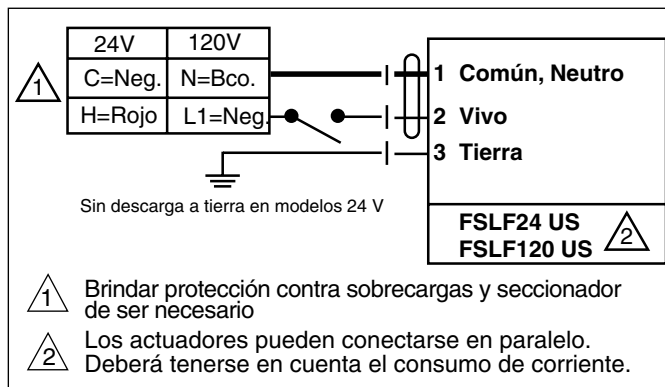 24V 120V
C=Neg. N=Bco.
H=Rojo L1=Neg.
1
1 Común, Neutro
2 Vivo
3 Tierra
Sin descarga a tierra en modelos 24 V
FSLF24 US
FSLF120 US
2
1 Brindar protección contra sobrecargas y seccionador
de ser necesario
2 Los actuadores pueden conectarse en paralelo.
Deberá tenerse en cuenta el consumo de corriente.